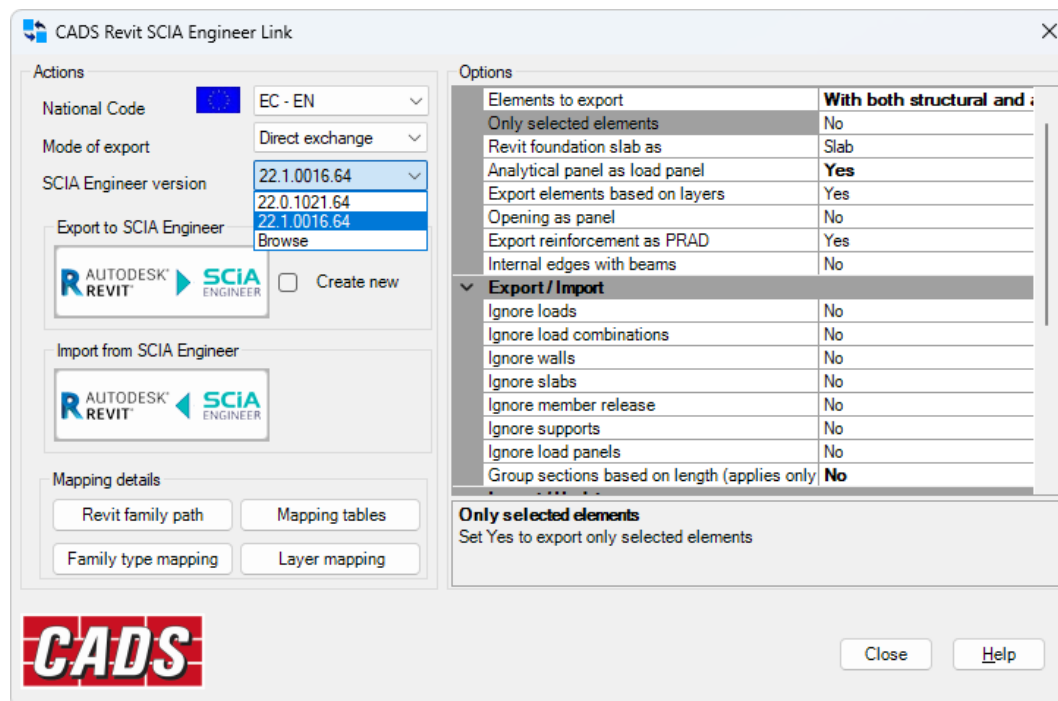 CADS Revit SCIA Engineer Link
Actions
National Code
EC - EN
Mode of export
Direct exchange
SCIA Engineer version
22.1.0016.64
22.0.1021.64
22.1.0016.64
Browse
Export to SCIA Engineer
AUTODESK REVIT SCIA ENGINEER
Create new
Import from SCIA Engineer
AUTODESK REVIT SCIA ENGINEER
Mapping details
Revit family path
Mapping tables
Family type mapping
Layer mapping
Options
Elements to export With both structural and
Only selected elements No
Revit foundation slab as Slab
Analytical panel as load panel Yes
Export elements based on layers Yes
Opening as panel No
Export reinforcement as PRAD Yes
Internal edges with beams No
Export / Import
Ignore loads No
Ignore load combinations No
Ignore walls No
Ignore slabs No
Ignore member release No
Ignore supports No
Ignore load panels No
Group sections based on length (applies only No
Only selected elements
Set Yes to export only selected elements
CADS
Close
Help